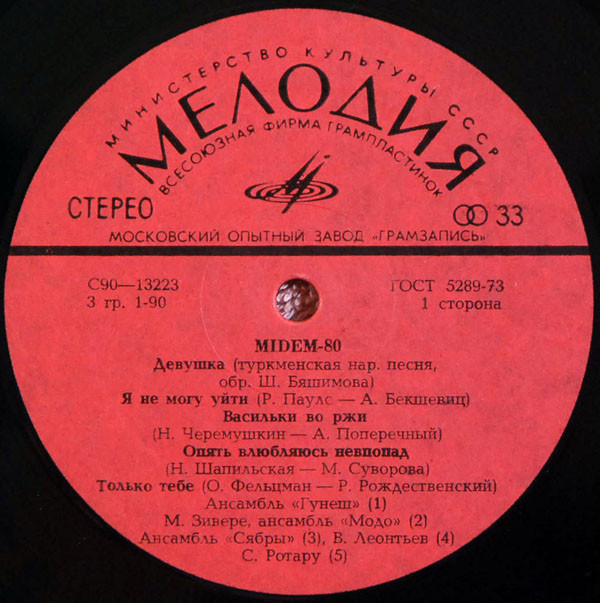 МИНИСТЕРСТВО КУЛЬТУРЫ СССР
МЕЛОДИЯ
ВСЕСОЮЗНАЯ ФИРМА ГРАМПЛАСТИНОК
СТЕРЕО
33
МОСКОВСКИЙ ОПЫТНЫЙ ЗАВОД «ГРАМЗАПИСЬ»
С90—13223
ГОСТ 5289-73
3 гр. 1-90
1 сторона
MIDEM-80
Девушка (туркменская нар. песня,
обр. Ш. Бяшимова)
Я не могу уйти (Р. Паулс — А. Бекшевиц)
Васильки во ржи
(Н. Черемушкин — А. Поперечный)
Опять влюбляюсь невпопад
(Н. Шапильская — М. Суворова)
Только тебе (О. Фельцман — Р. Рождественский)
Ансамбль «Гунеш» (1)
М. Зивере, ансамбль «Модо» (2)
Ансамбль «Сябры» (3), В. Леонтьев (4)
С. Ротару (5)